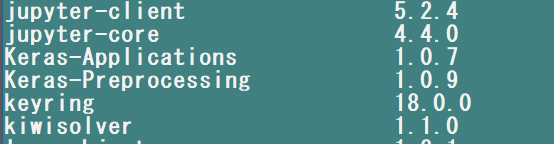 jupyter-client 5.2.4
jupyter-core 4.4.0
Keras-Applications 1.0.7
Keras-Preprocessing 1.0.9
keyring 18.0.0
kiwisolver 1.1.0